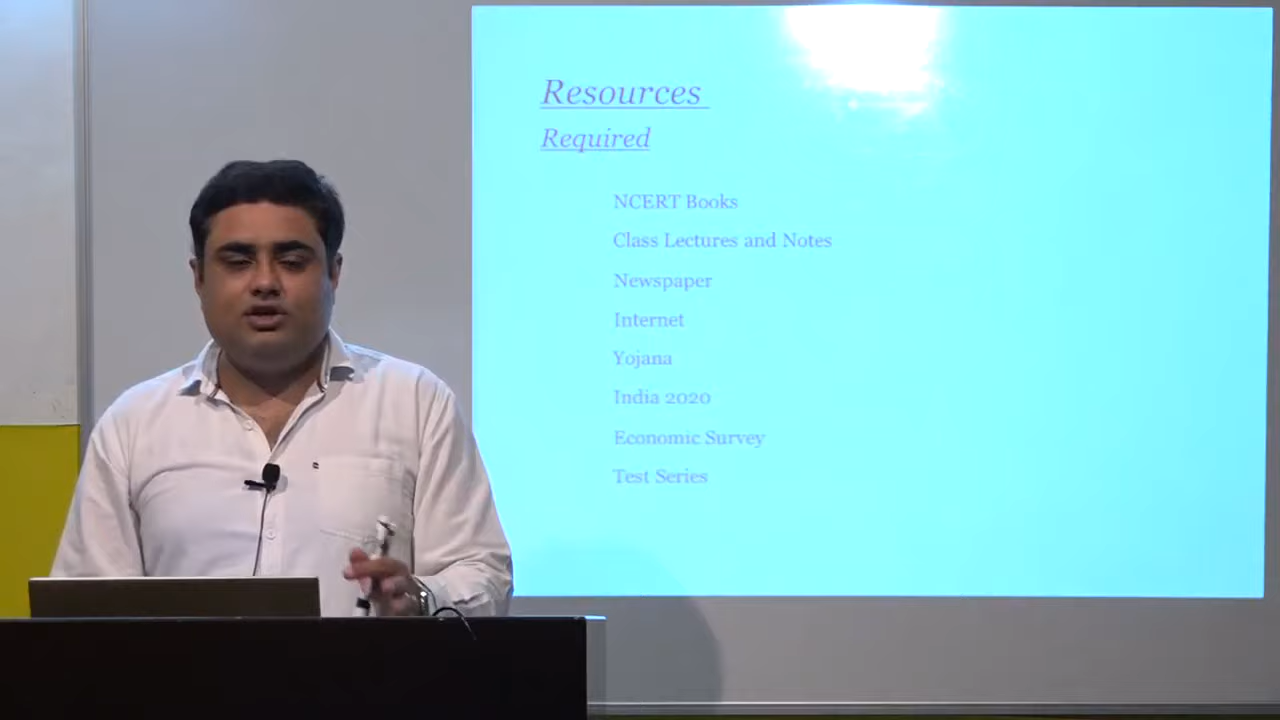 Resources
Required
NCERT Books
Class Lectures and Notes
Newspaper
Internet
Yojana
India 2020
Economic Survey
Test Series